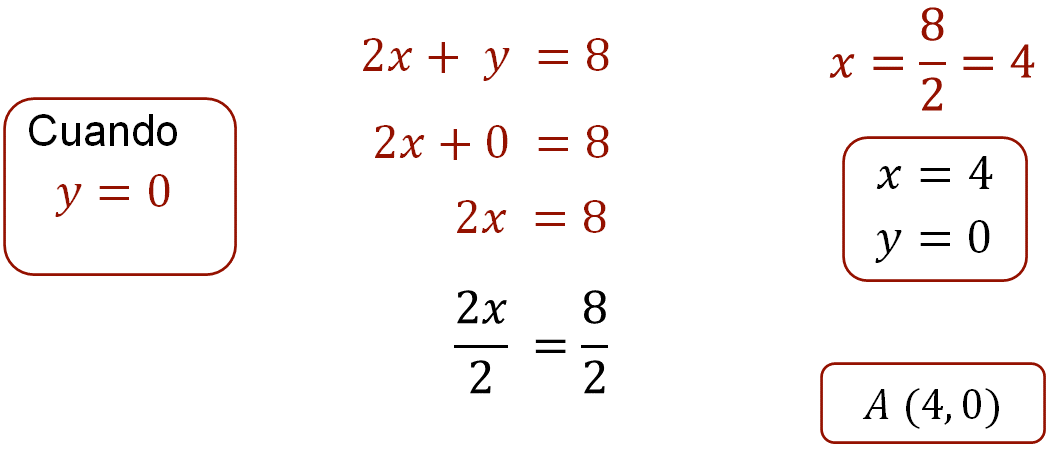 Cuando
y = 0
2x + y = 8
2x + 0 = 8
2x = 8
2x/2 = 8/2
x = 8/2 = 4
x = 4
y = 0
A (4, 0)